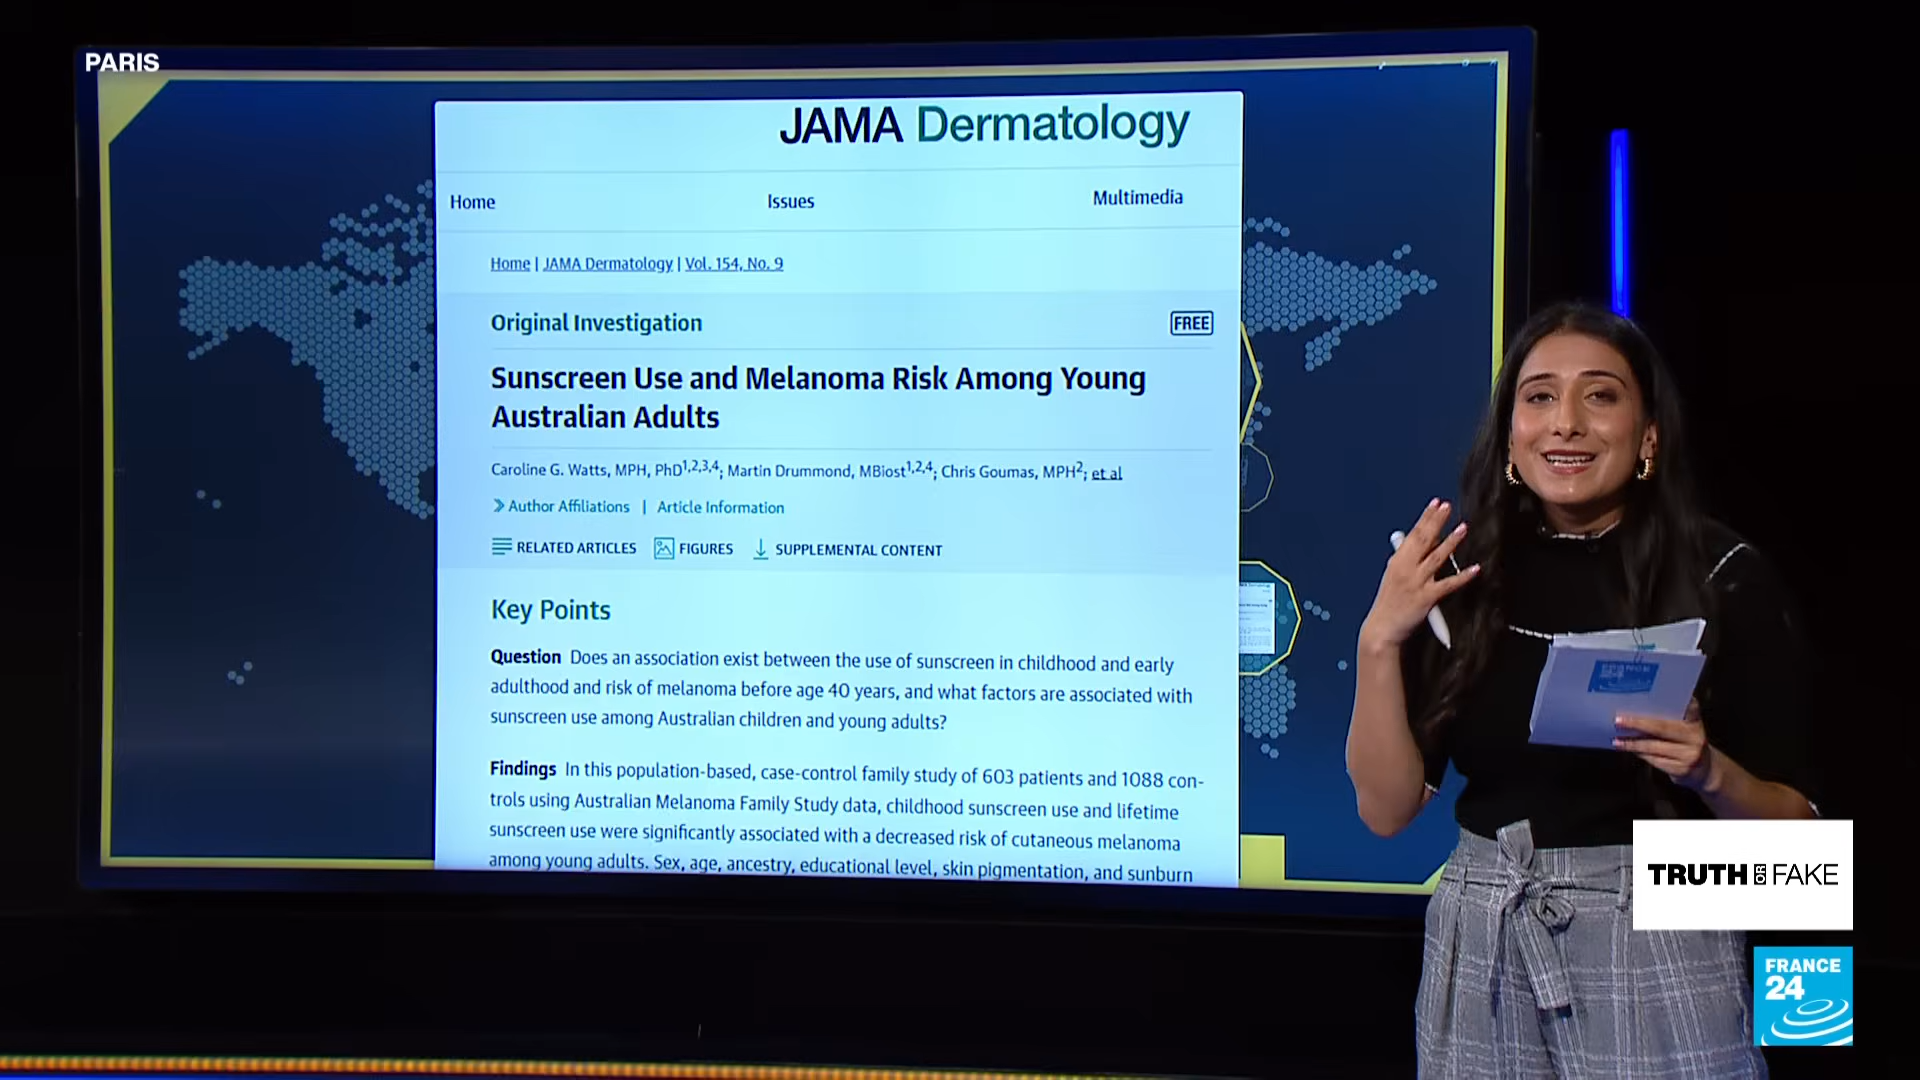 PARIS
JAMA Dermatology
Home
Issues
Multimedia
Home | JAMA Dermatology | Vol. 154, No. 9
Original Investigation
FREE
Sunscreen Use and Melanoma Risk Among Young
Australian Adults
Caroline G. Watts, MPH, PhD1,2,3,4; Martin Drummond, MBiost1,2,4; Chris Goumas, MPH2; et al
Author Affiliations | Article Information
RELATED ARTICLES
FIGURES
SUPPLEMENTAL CONTENT
Key Points
Question Does an association exist between the use of sunscreen in childhood and early
adulthood and risk of melanoma before age 40 years, and what factors are associated with
sunscreen use among Australian children and young adults?
Findings In this population-based, case-control family study of 603 patients and 1088 con-
trols using Australian Melanoma Family Study data, childhood sunscreen use and lifetime
sunscreen use were significantly associated with a decreased risk of cutaneous melanoma
among young adults. Sex, age, ancestry, educational level, skin pigmentation, and sunburn
TRUTH OR FAKE
FRANCE
24